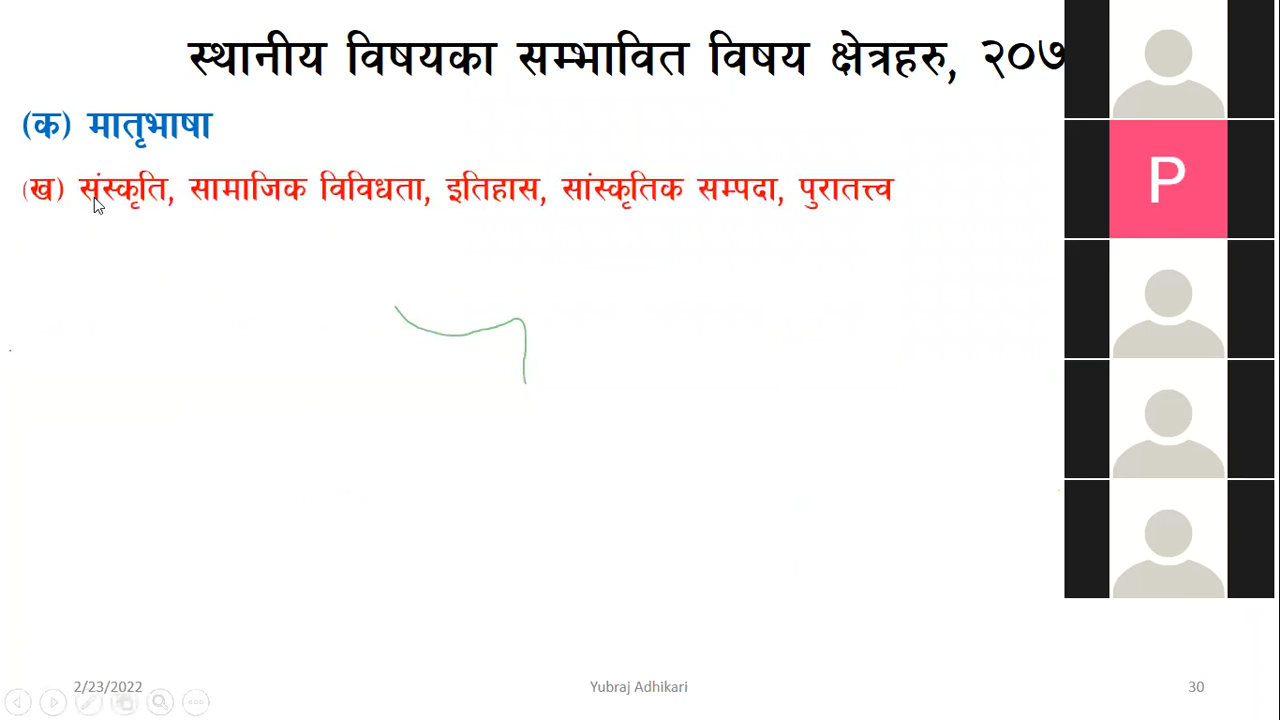 स्थानीय विषयका सम्भावित विषय क्षेत्रहरु, २०७
(क) मातृभाषा
(ख) संस्कृति, सामाजिक विविधता, इतिहास, सांस्कृतिक सम्पदा, पुरातत्त्व
P
2/23/2022
Yubraj Adhikari
30